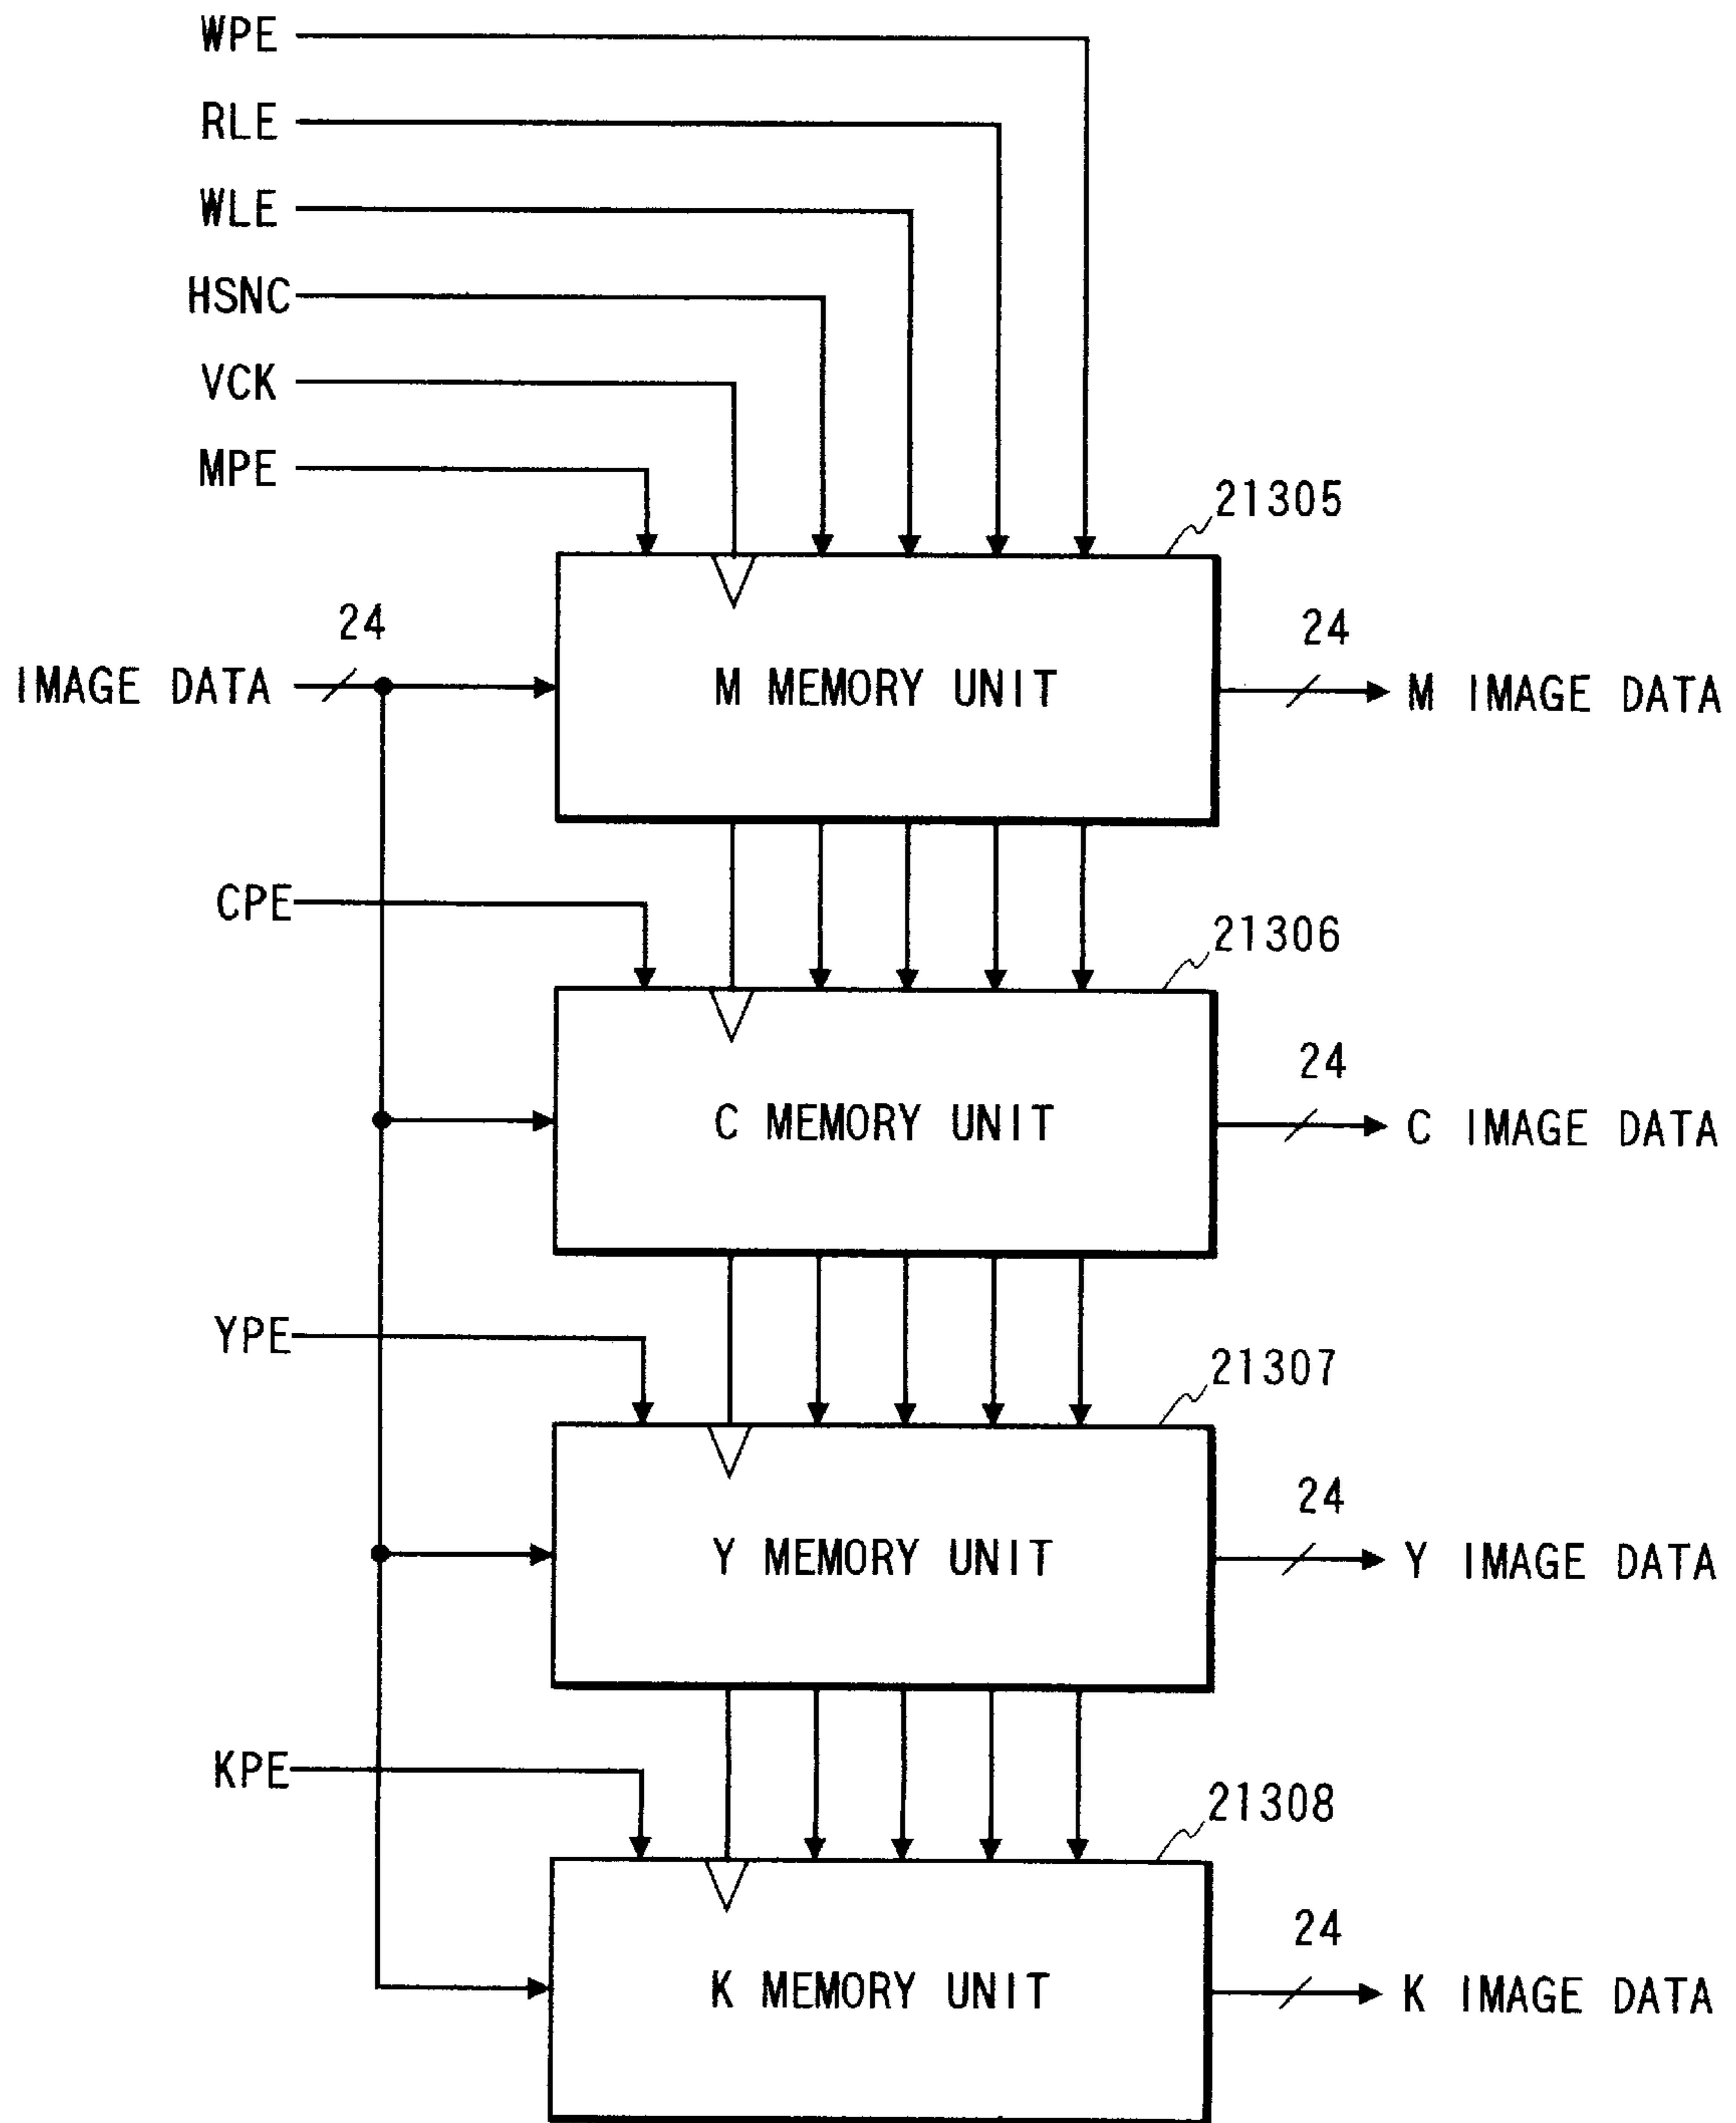 WPE
RLE
WLE
HSNC
VCK
MPE
21305
24
24
IMAGE DATA
M MEMORY UNIT
M IMAGE DATA
CPE
21306
24
C MEMORY UNIT
C IMAGE DATA
YPE
21307
24
Y MEMORY UNIT
Y IMAGE DATA
KPE
21308
24
K MEMORY UNIT
K IMAGE DATA